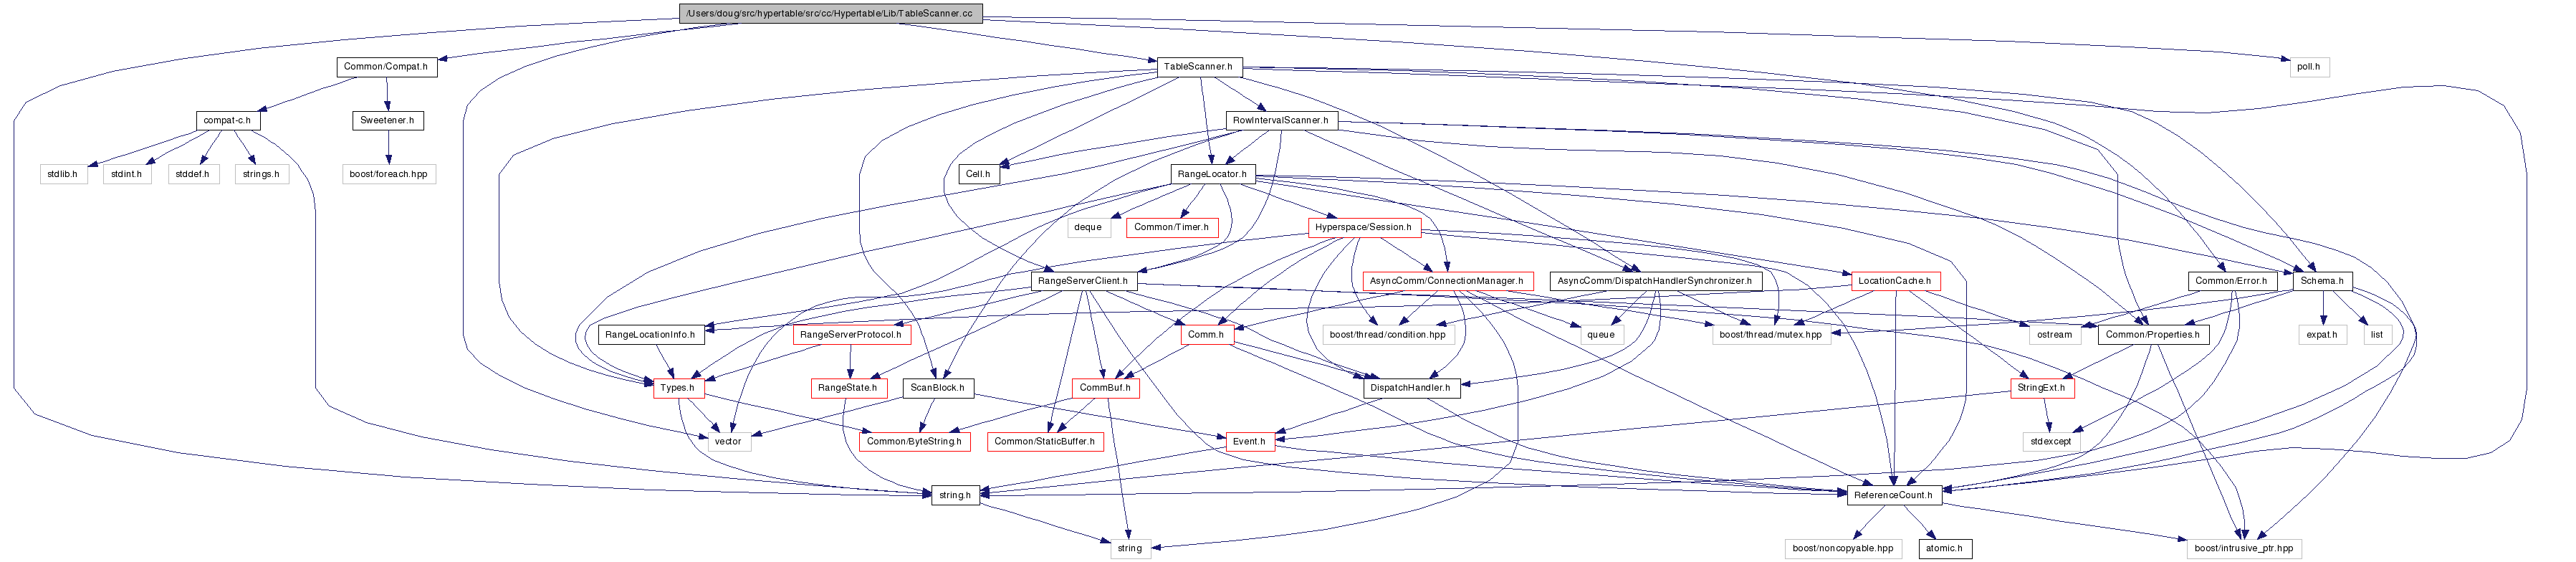 /Users/doug/src/hypertable/src/cc/Hypertable/Lib/TableScanner.cc
Common/Compat.h
TableScanner.h
poll.h
compat-c.h
Sweetener.h
RowIntervalScanner.h
stdlib.h
stdint.h
stddef.h
strings.h
boost/foreach.hpp
Cell.h
RangeLocator.h
deque
Common/Timer.h
Hyperspace/Session.h
RangeServerClient.h
AsyncComm/ConnectionManager.h
AsyncComm/DispatchHandlerSynchronizer.h
LocationCache.h
Common/Error.h
Schema.h
RangeLocationInfo.h
RangeServerProtocol.h
Comm.h
boost/thread/condition.hpp
queue
boost/thread/mutex.hpp
ostream
Common/Properties.h
expat.h
list
Types.h
RangeState.h
ScanBlock.h
CommBuf.h
DispatchHandler.h
StringExt.h
vector
Common/ByteString.h
Common/StaticBuffer.h
Event.h
stdexcept
string.h
ReferenceCount.h
string
boost/noncopyable.hpp
atomic.h
boost/intrusive_ptr.hpp